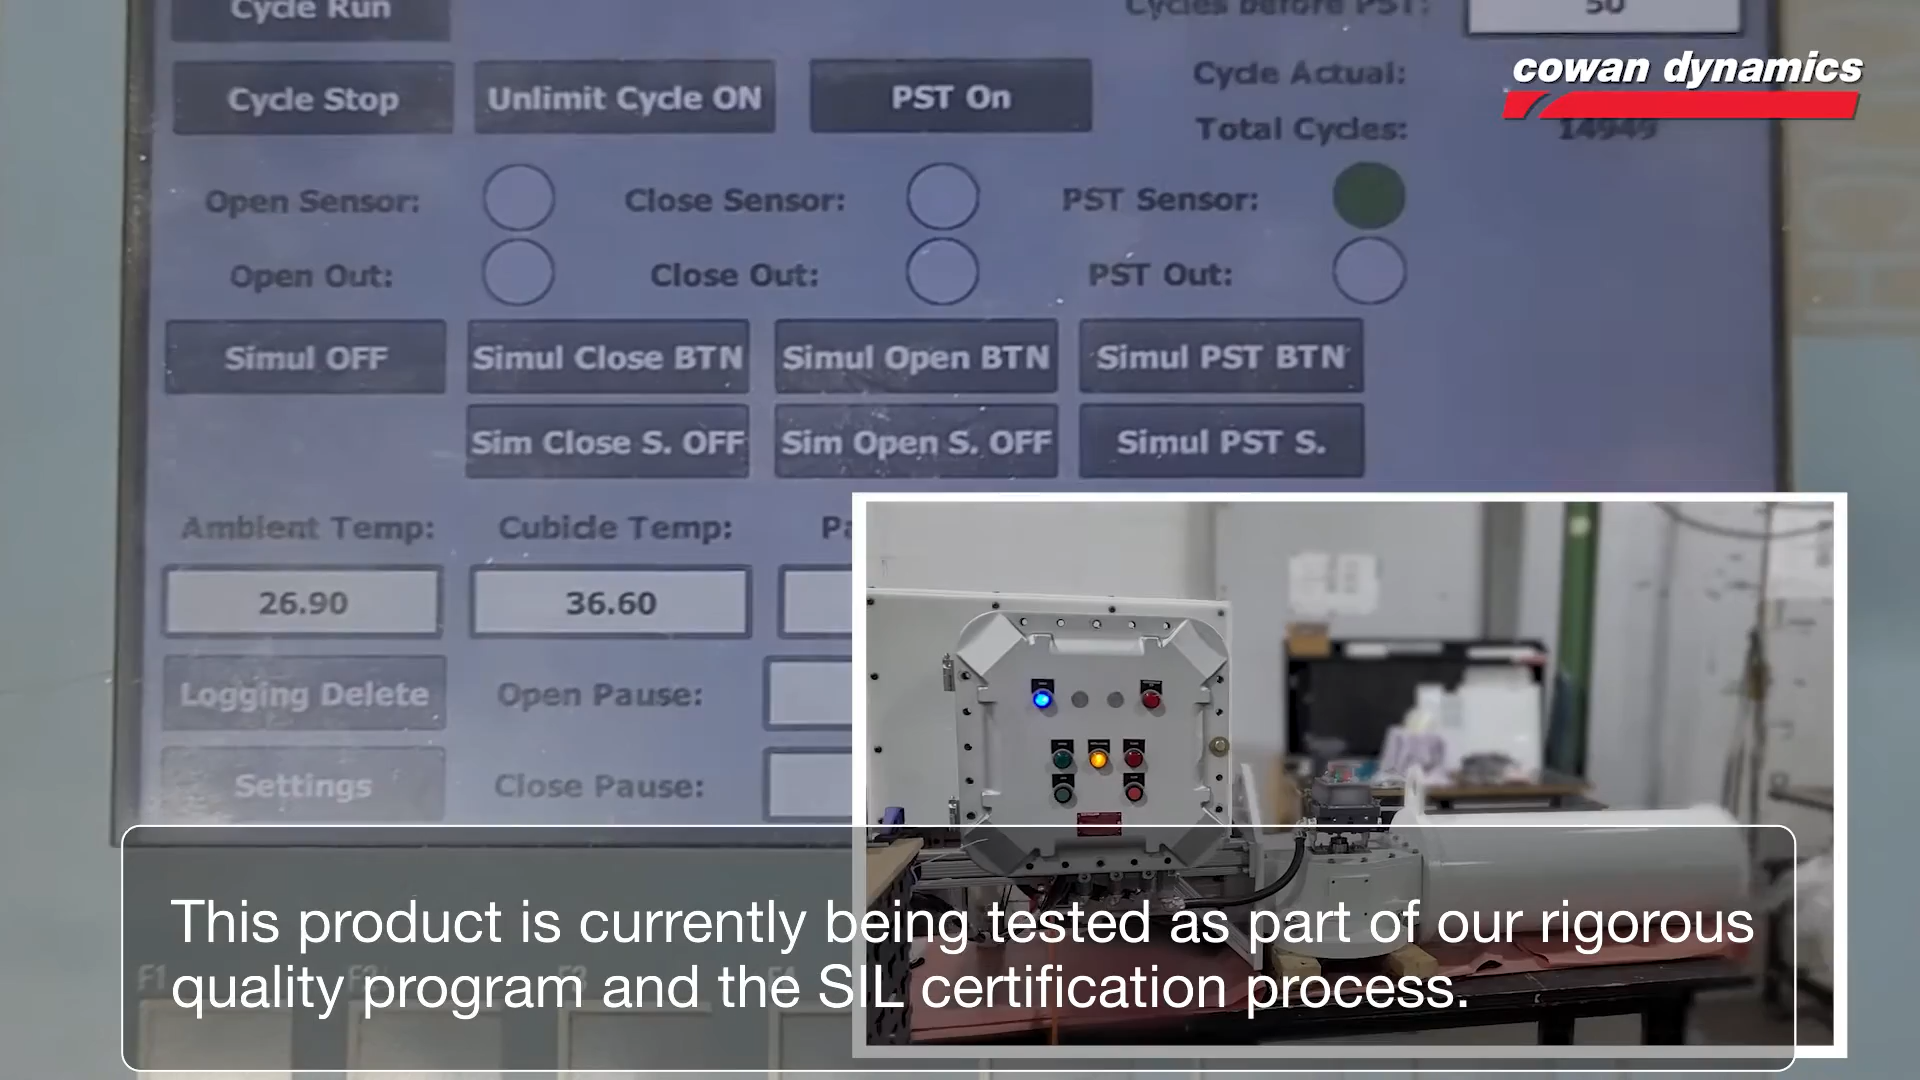 Cycle Run
Cycles before PST: 50
cowan dynamics
Cycle Stop Unlimit Cycle ON PST On Cycle Actual:
Total Cycles: 14949
Open Sensor: Close Sensor: PST Sensor:
Open Out: Close Out: PST Out:
Simul OFF Simul Close BTN Simul Open BTN Simul PST BTN
Sim Close S. OFF Sim Open S. OFF Simul PST S.
Ambient Temp: Cubicle Temp:
26.90 36.60
Logging Delete Open Pause:
Settings Close Pause:
This product is currently being tested as part of our rigorous
quality program and the SIL certification process.
F1